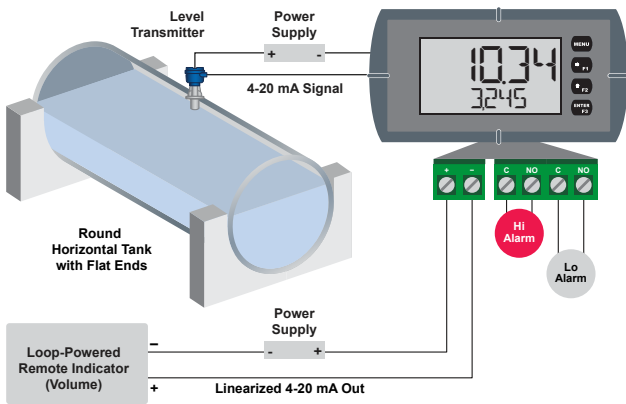 Level
Transmitter
Power
Supply
+ -
4-20 mA Signal
10.34
3,245
MENU
F1
F2
ENTER
F3
+ - C NO C NO
Hi
Alarm
Lo
Alarm
Round
Horizontal Tank
with Flat Ends
Power
Supply
- +
Loop-Powered
Remote Indicator
(Volume)
–
+
Linearized 4-20 mA Out